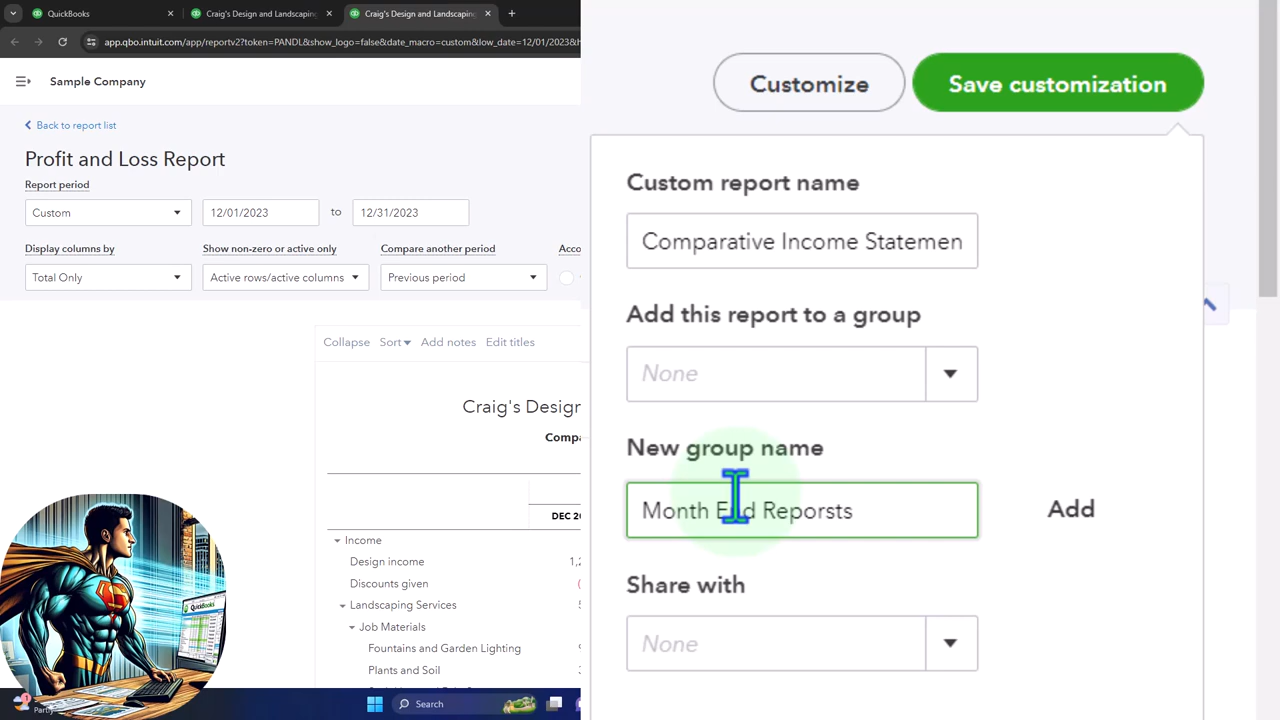 QuickBooks
Craig's Design and Landscaping
Craig's Design and Landscaping
app.qbo.intuit.com/app/reportv2?token=PANDL&show_logo=false&date_macro=custom&low_date=12/01/2023&h
Sample Company
Back to report list
Profit and Loss Report
Report period
Custom
12/01/2023
to
12/31/2023
Display columns by
Show non-zero or active only
Compare another period
Acco
Total Only
Active rows/active columns
Previous period
Collapse
Sort
Add notes
Edit titles
Craig's Design
Compa
DEC 20
Income
Design income
1,2
Discounts given
Landscaping Services
Job Materials
Fountains and Garden Lighting
Plants and Soil
QuickBooks
Search
Customize
Save customization
Custom report name
Comparative Income Statemen
Add this report to a group
None
New group name
Month End Reporsts
Add
Share with
None